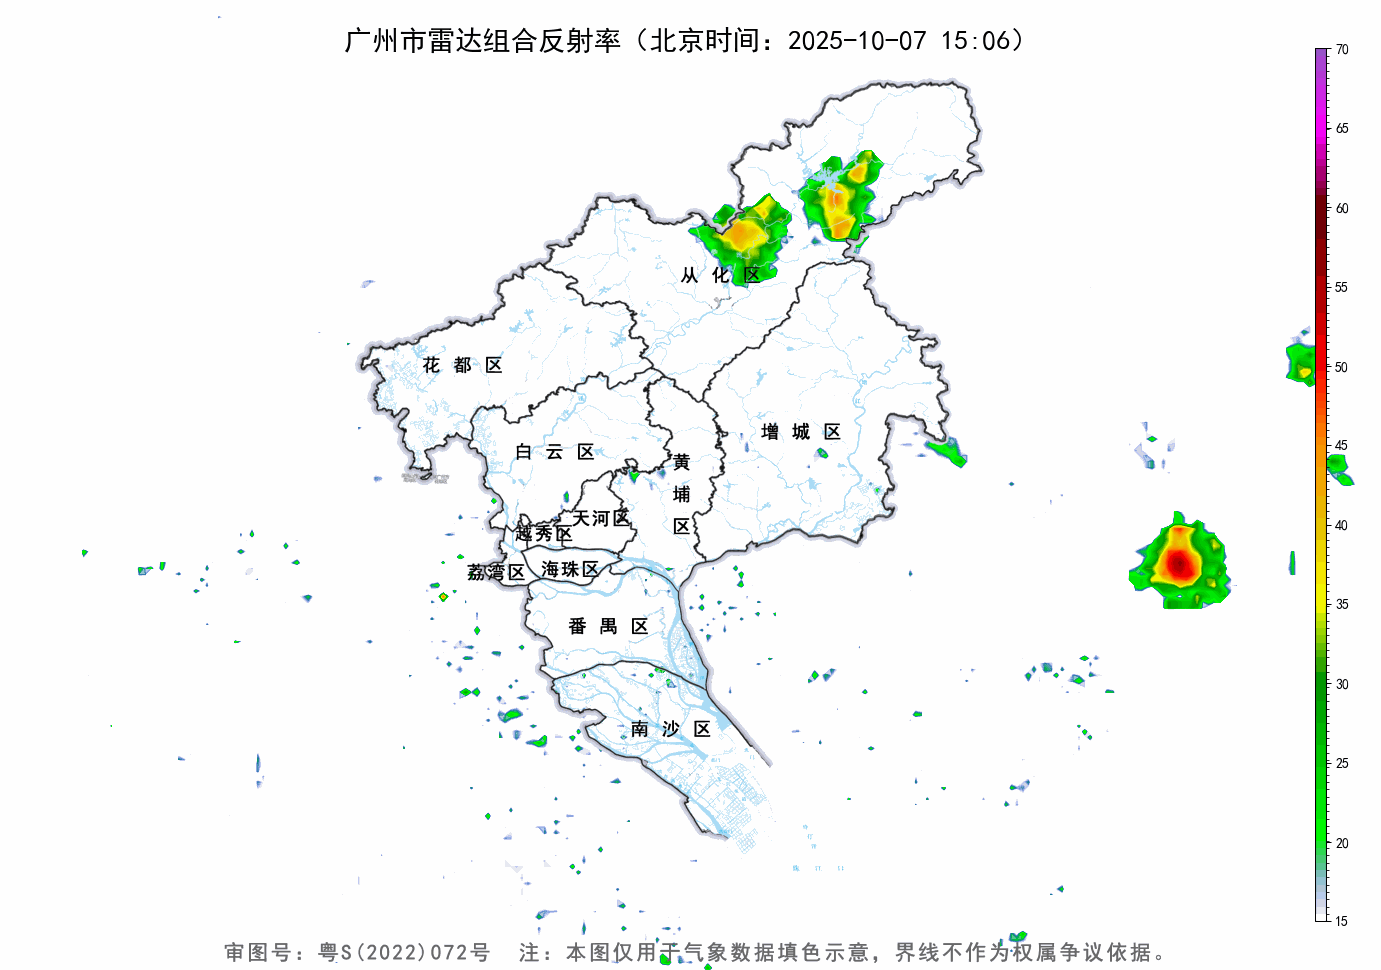 广州市雷达组合反射率（北京时间：2025-10-07 15:06）
70
65
60
55
50
45
40
35
30
25
20
15
从化区
花都区
增城区
白云区
黄埔区
天河区
越秀区
荔湾区
海珠区
番禺区
南沙区
审图号：粤S(2022)072号 注：本图仅用于气象数据填色示意，界线不作为权属争议依据。